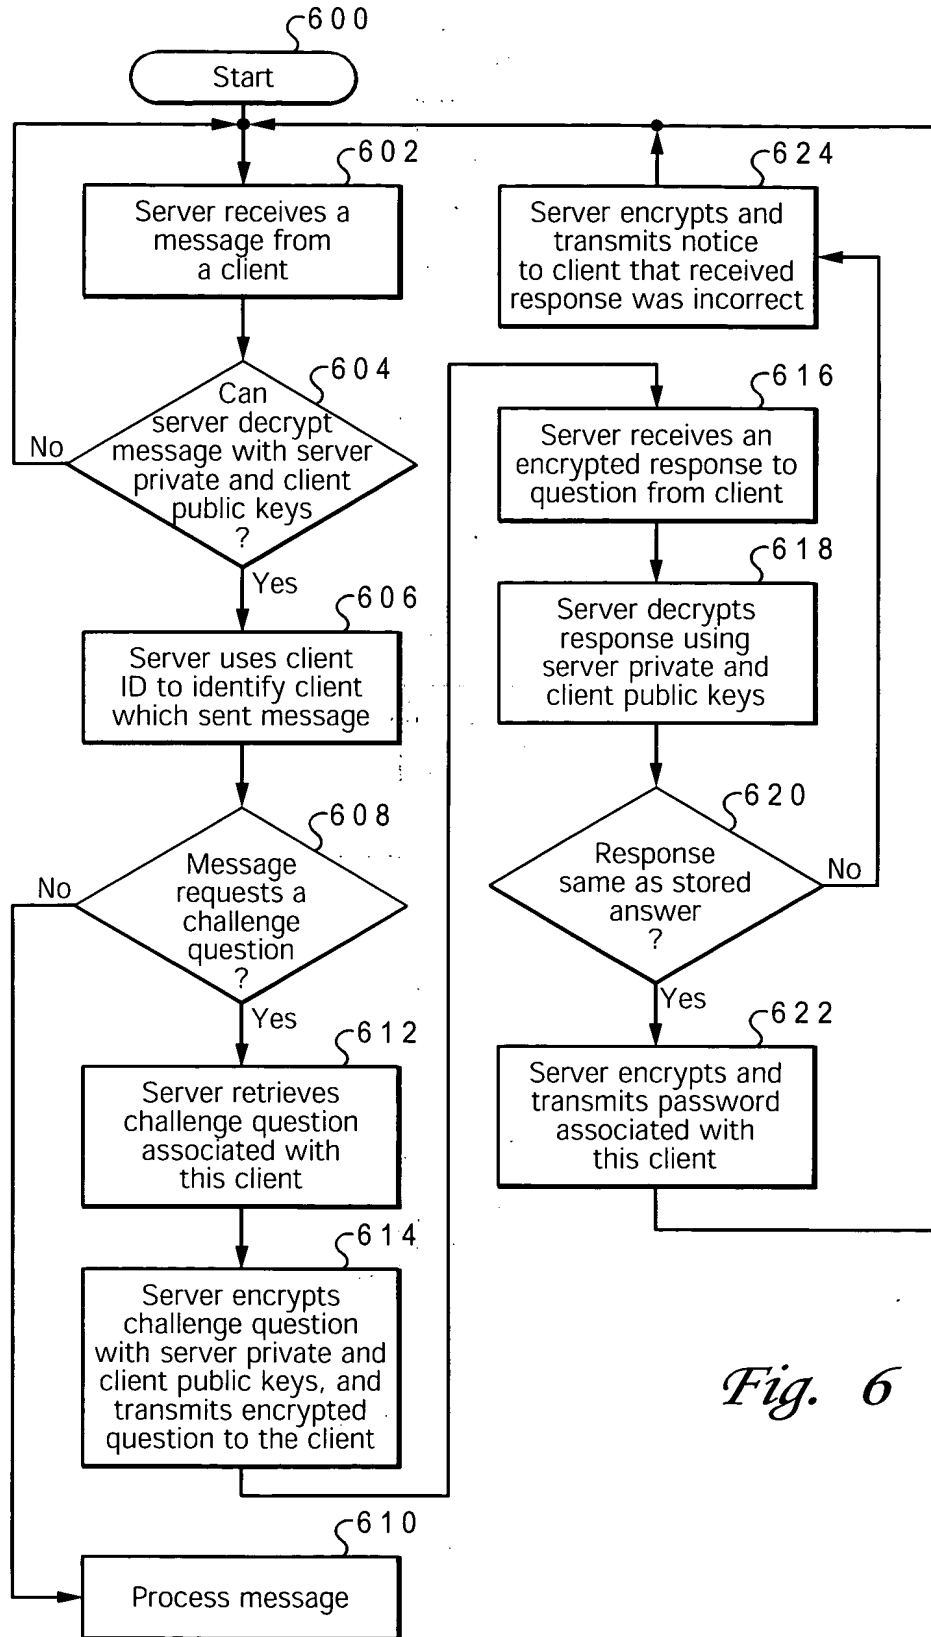 600
Start
602
Server receives a
message from
a client
604
Can
server decrypt
message with server
private and client
public keys
?
No
Yes
606
Server uses client
ID to identify client
which sent message
608
Message
requests a
challenge
question
?
No
Yes
612
Server retrieves
challenge question
associated with
this client
614
Server encrypts
challenge question
with server private and
client public keys, and
transmits encrypted
question to the client
610
Process message
624
Server encrypts and
transmits notice
to client that received
response was incorrect
616
Server receives an
encrypted response to
question from client
618
Server decrypts
response using
server private and
client public keys
620
Response
same as stored
answer
?
No
Yes
622
Server encrypts and
transmits password
associated with
this client
Fig. 6